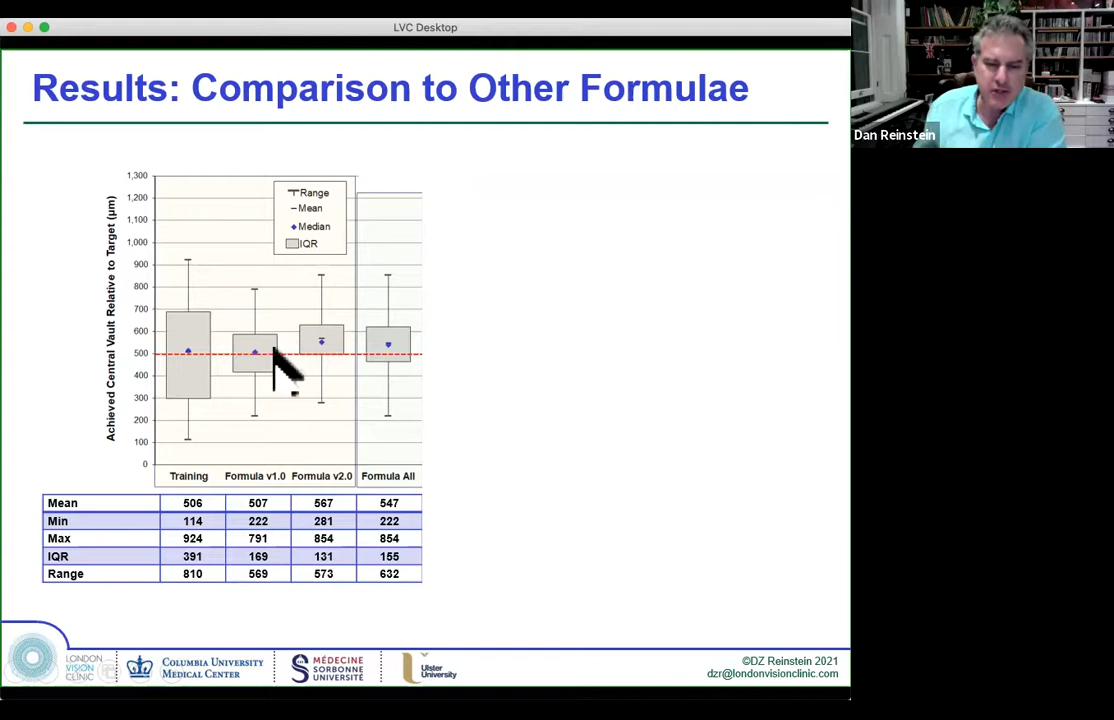 LVC Desktop
Results: Comparison to Other Formulae
Dan Reinstein
Achieved Central Vault Relative to Target (µm)
1,300
1,200
1,100
1,000
900
800
700
600
500
400
300
200
100
0
Range
Mean
Median
IQR
Training Formula v1.0 Formula v2.0 Formula All
Mean 506 507 567 547
Min 114 222 281 222
Max 924 791 854 854
IQR 391 169 131 155
Range 810 569 573 632
LONDON
VISION
CLINIC
COLUMBIA UNIVERSITY
MEDICAL CENTER
MÉDECINE
SORBONNE
UNIVERSITÉ
Ulster
University
©DZ Reinstein 2021
dzr@londonvisionclinic.com